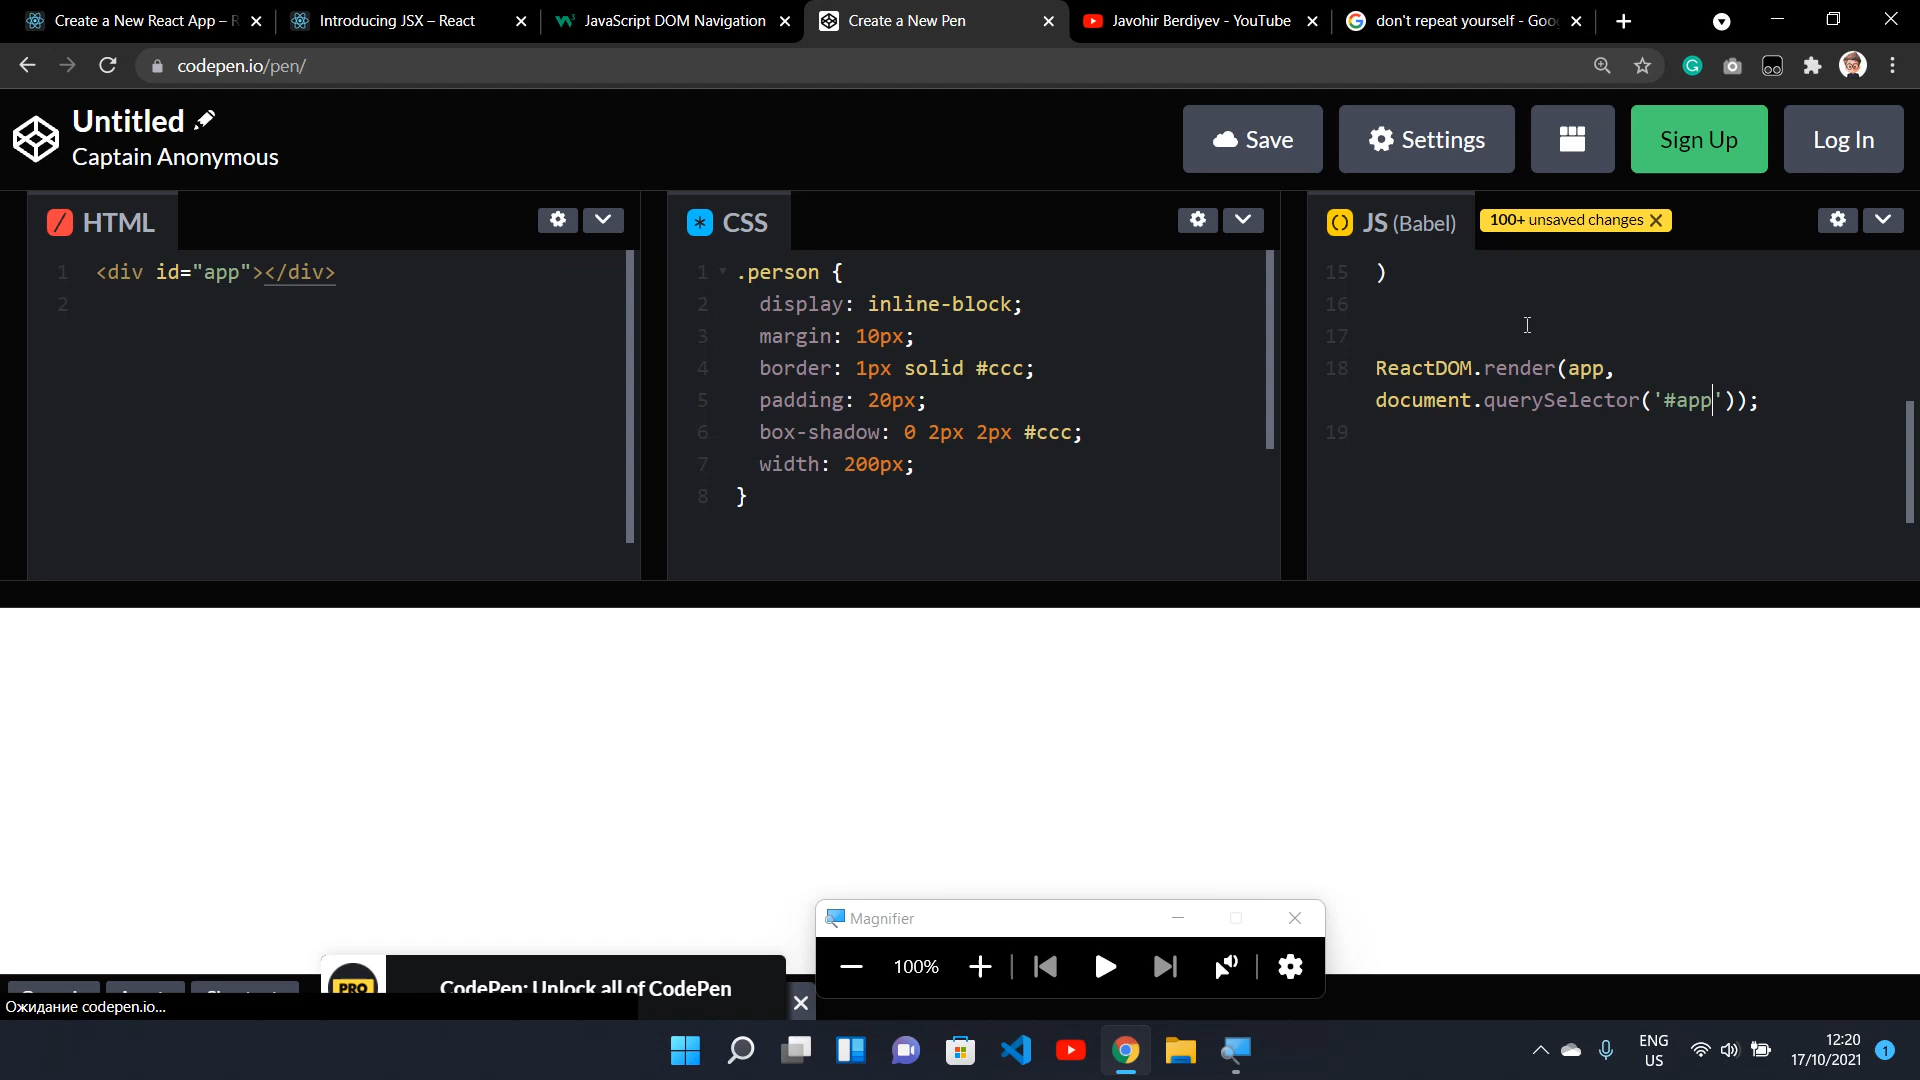 Create a New React App – R
Introducing JSX – React
JavaScript DOM Navigation
Create a New Pen
Javohir Berdiyev - YouTube
don't repeat yourself - Goo
codepen.io/pen/
Untitled
Captain Anonymous
Save
Settings
Sign Up
Log In
HTML
CSS
JS (Babel)
100+ unsaved changes
1 <div id="app"></div>
2
1 .person {
2 display: inline-block;
3 margin: 10px;
4 border: 1px solid #ccc;
5 padding: 20px;
6 box-shadow: 0 2px 2px #ccc;
7 width: 200px;
8 }
15 )
16
17
18 ReactDOM.render(app,
document.querySelector('#app'));
19
Magnifier
100%
PRO
CodePen: Unlock all of CodePen
Ожидание codepen.io...
ENG
US
12:20
17/10/2021
1